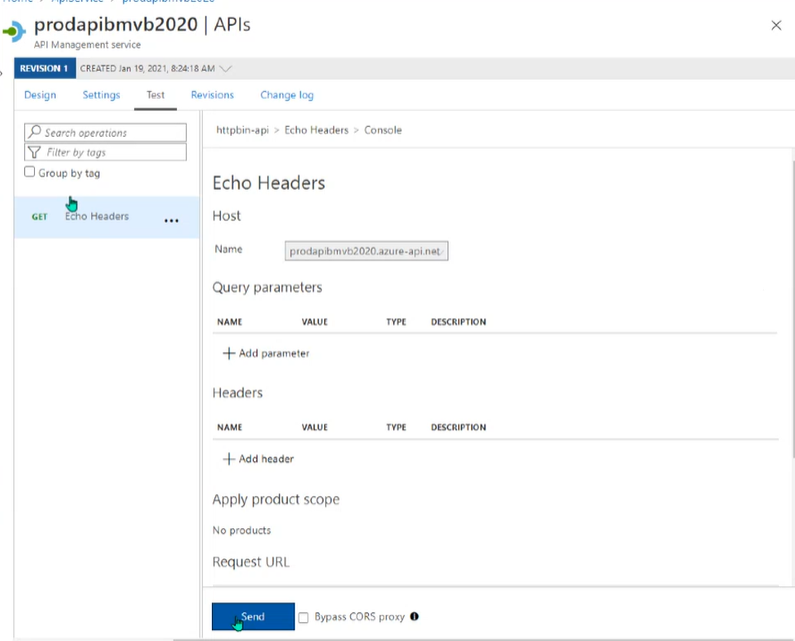 Home > ApiService > prodapibmvb2020
prodapibmvb2020 | APIs
API Management service
REVISION 1 CREATED Jan 19, 2021, 8:24:18 AM
Design Settings Test Revisions Change log
Search operations
Filter by tags
Group by tag
GET Echo Headers ...
httpbin-api > Echo Headers > Console
Echo Headers
Host
Name prodapibmvb2020.azure-api.net
Query parameters
NAME VALUE TYPE DESCRIPTION
+ Add parameter
Headers
NAME VALUE TYPE DESCRIPTION
+ Add header
Apply product scope
No products
Request URL
Send Bypass CORS proxy